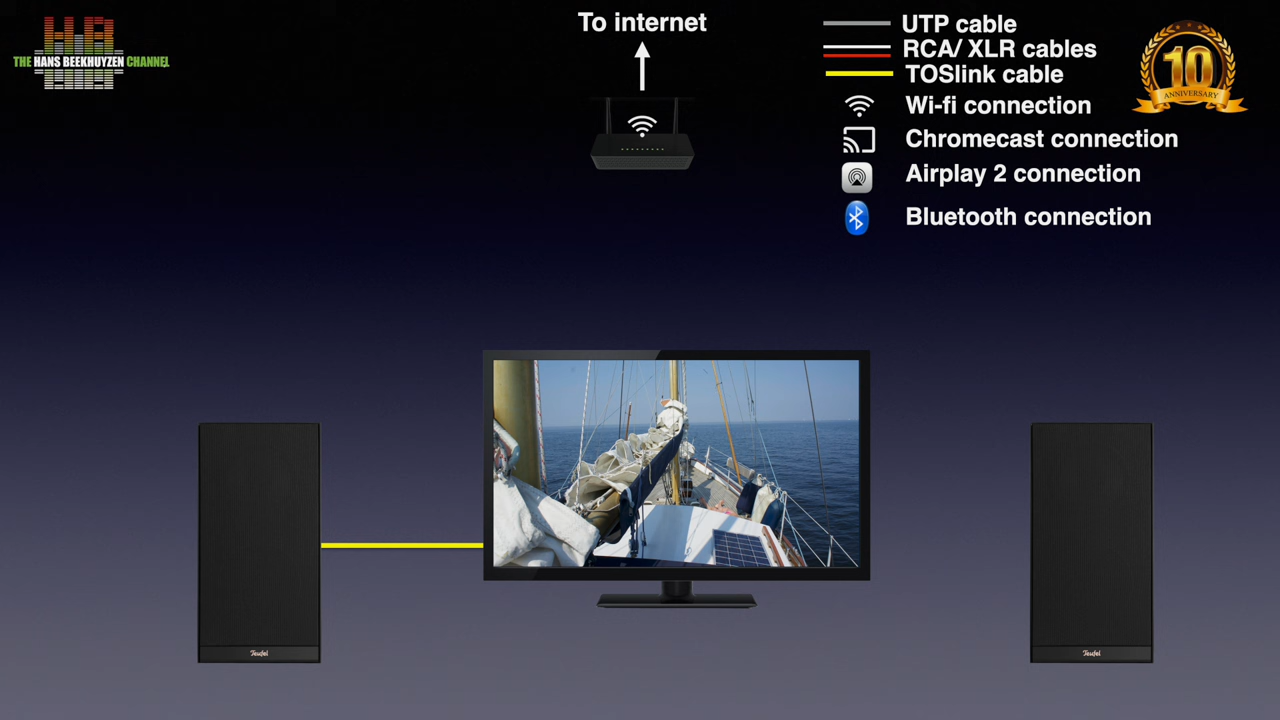 THE HANS BEEKHUYZEN CHANNEL
To internet
UTP cable
RCA/ XLR cables
TOSlink cable
Wi-fi connection
Chromecast connection
Airplay 2 connection
Bluetooth connection
10
ANNIVERSARY
Teufel
Teufel